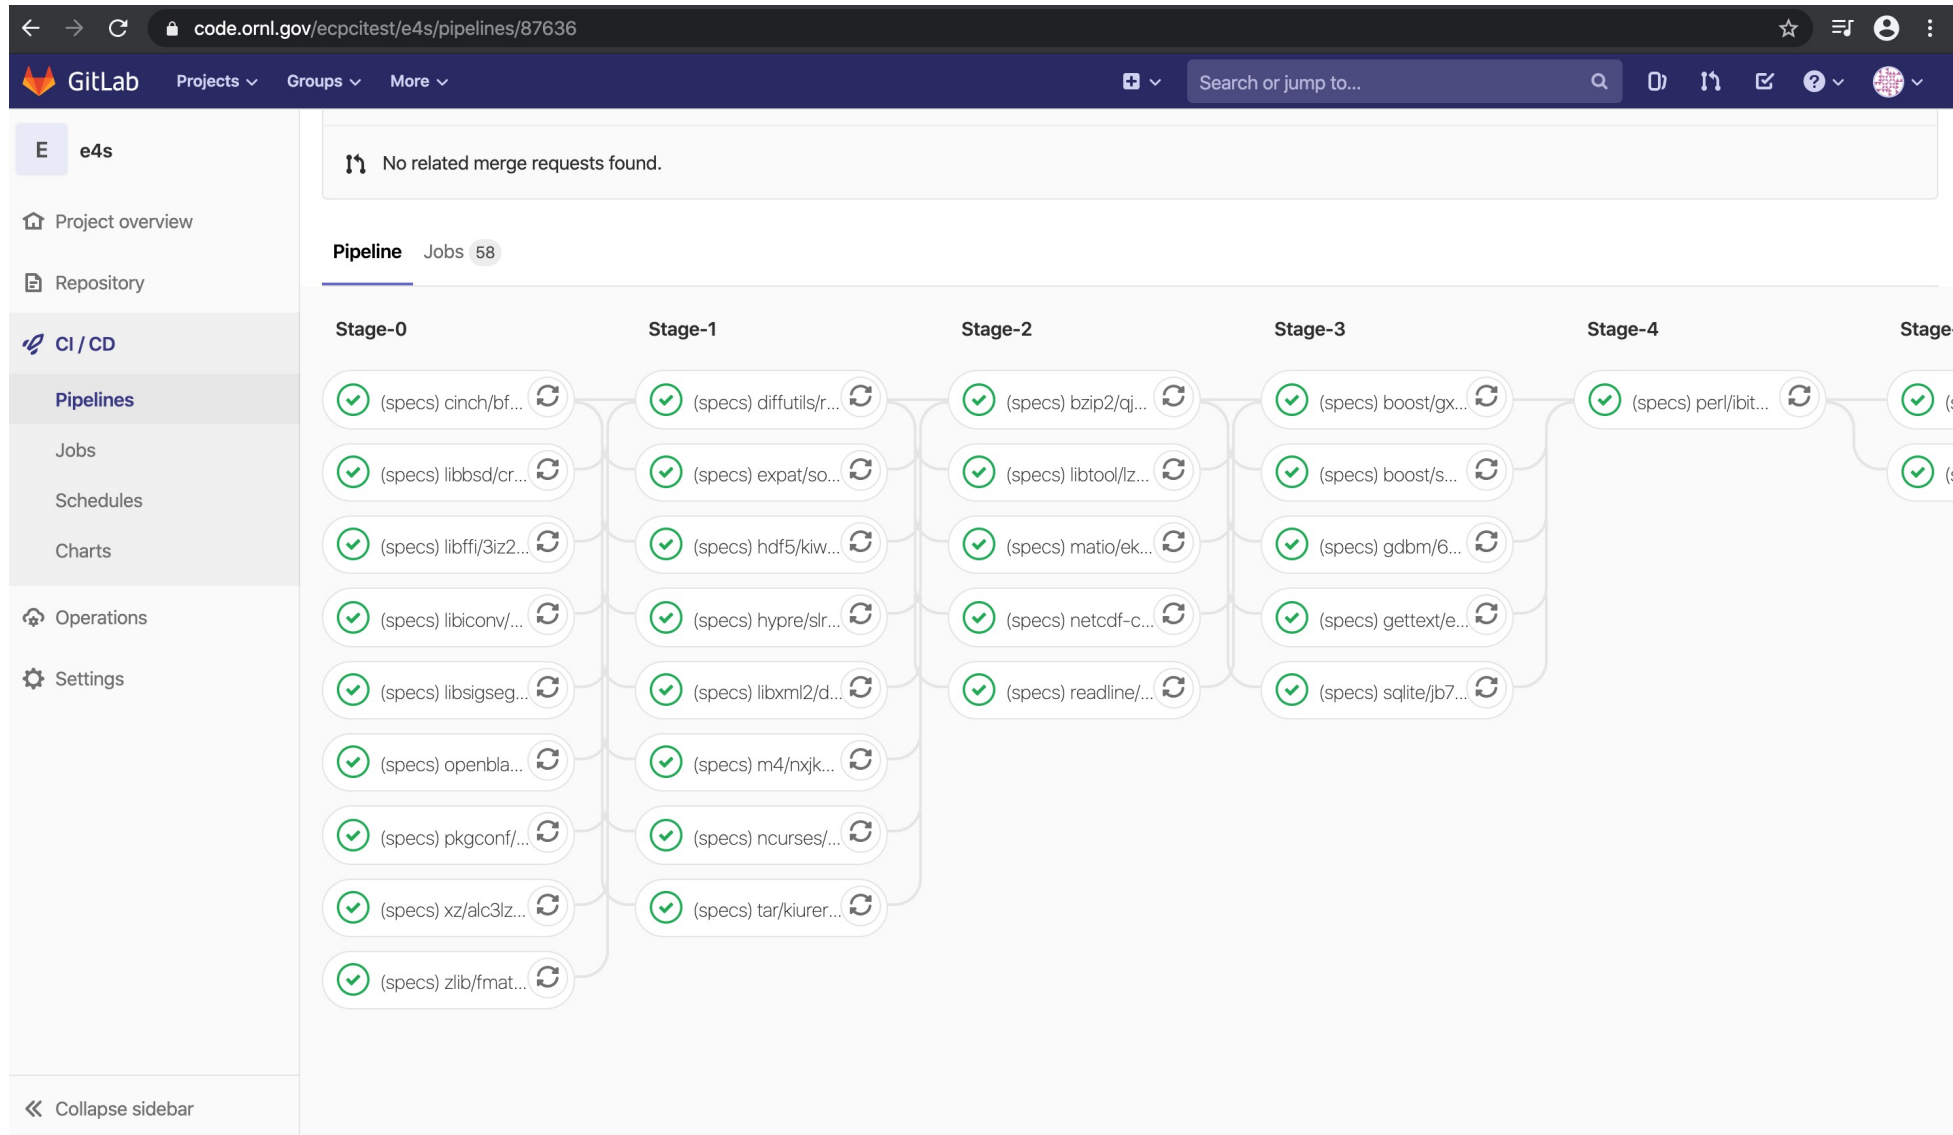 code.ornl.gov/ecpcitest/e4s/pipelines/87636
GitLab Projects Groups More Search or jump to...
E e4s
Project overview
Repository
CI / CD
Pipelines
Jobs
Schedules
Charts
Operations
Settings
Collapse sidebar
No related merge requests found.
Pipeline Jobs 58
Stage-0
(specs) cinch/bf...
(specs) libbsd/cr...
(specs) libffi/3iz2...
(specs) libiconv/...
(specs) libsigseg...
(specs) openbla...
(specs) pkgconf/...
(specs) xz/alc3lz...
(specs) zlib/fmat...
Stage-1
(specs) diffutils/r...
(specs) expat/so...
(specs) hdf5/kiw...
(specs) hypre/slr...
(specs) libxml2/d...
(specs) m4/nxjk...
(specs) ncurses/...
(specs) tar/kiurer...
Stage-2
(specs) bzip2/qj...
(specs) libtool/lz...
(specs) matio/ek...
(specs) netcdf-c...
(specs) readline/...
Stage-3
(specs) boost/gx...
(specs) boost/s...
(specs) gdbm/6...
(specs) gettext/e...
(specs) sqlite/jb7...
Stage-4
(specs) perl/ibit...
Stage-